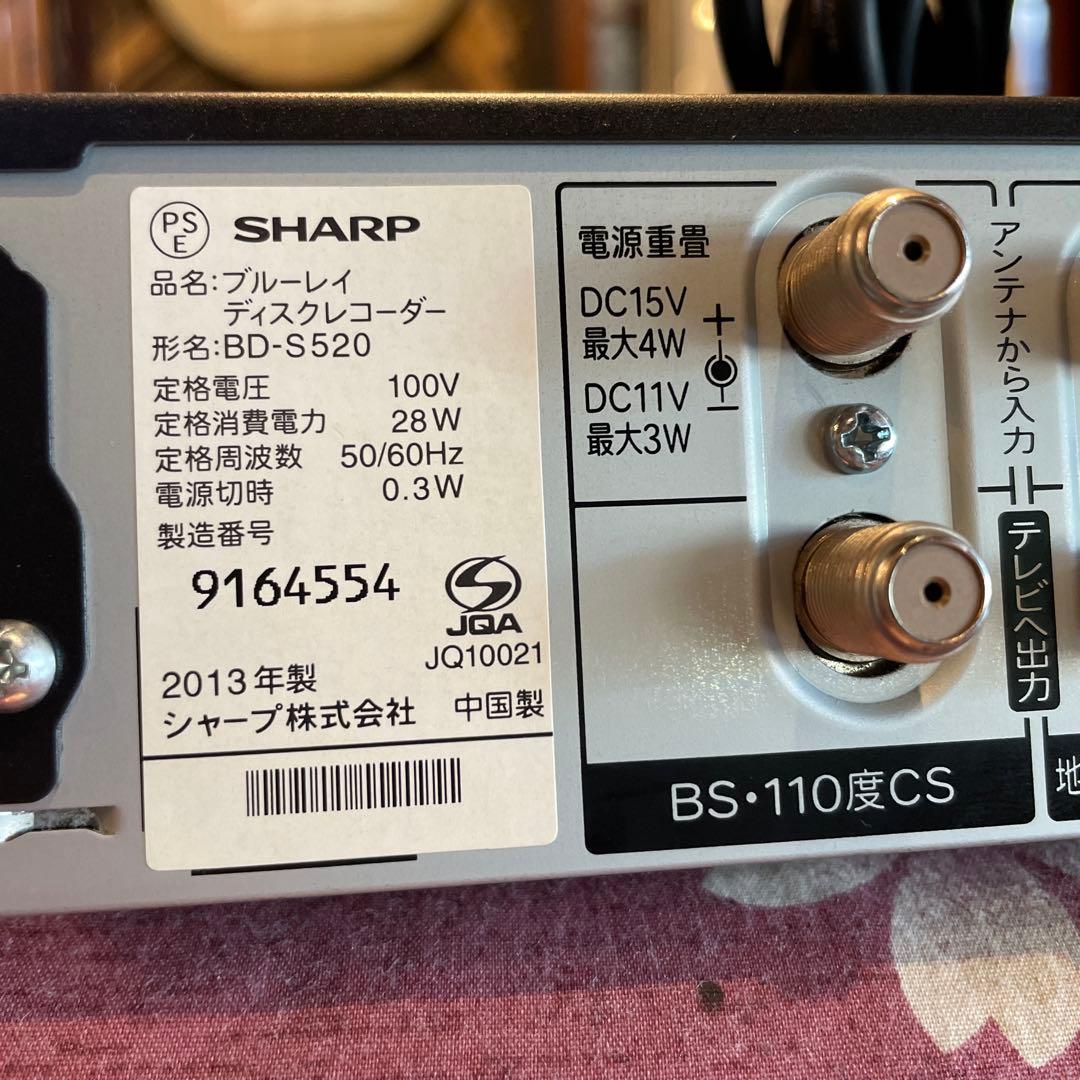 PS
E
SHARP
品名:ブルーレイ
ディスクレコーダー
形名:BD-S520
定格電圧 100V
定格消費電力 28W
定格周波数 50/60Hz
電源切時 0.3W
製造番号
9164554
JQA
JQ10021
2013年製
シャープ株式会社 中国製
電源重畳
DC15V
最大4W
+
DC11V
最大3W
−
アンテナから入力
テレビへ出力
BS・110度CS
地